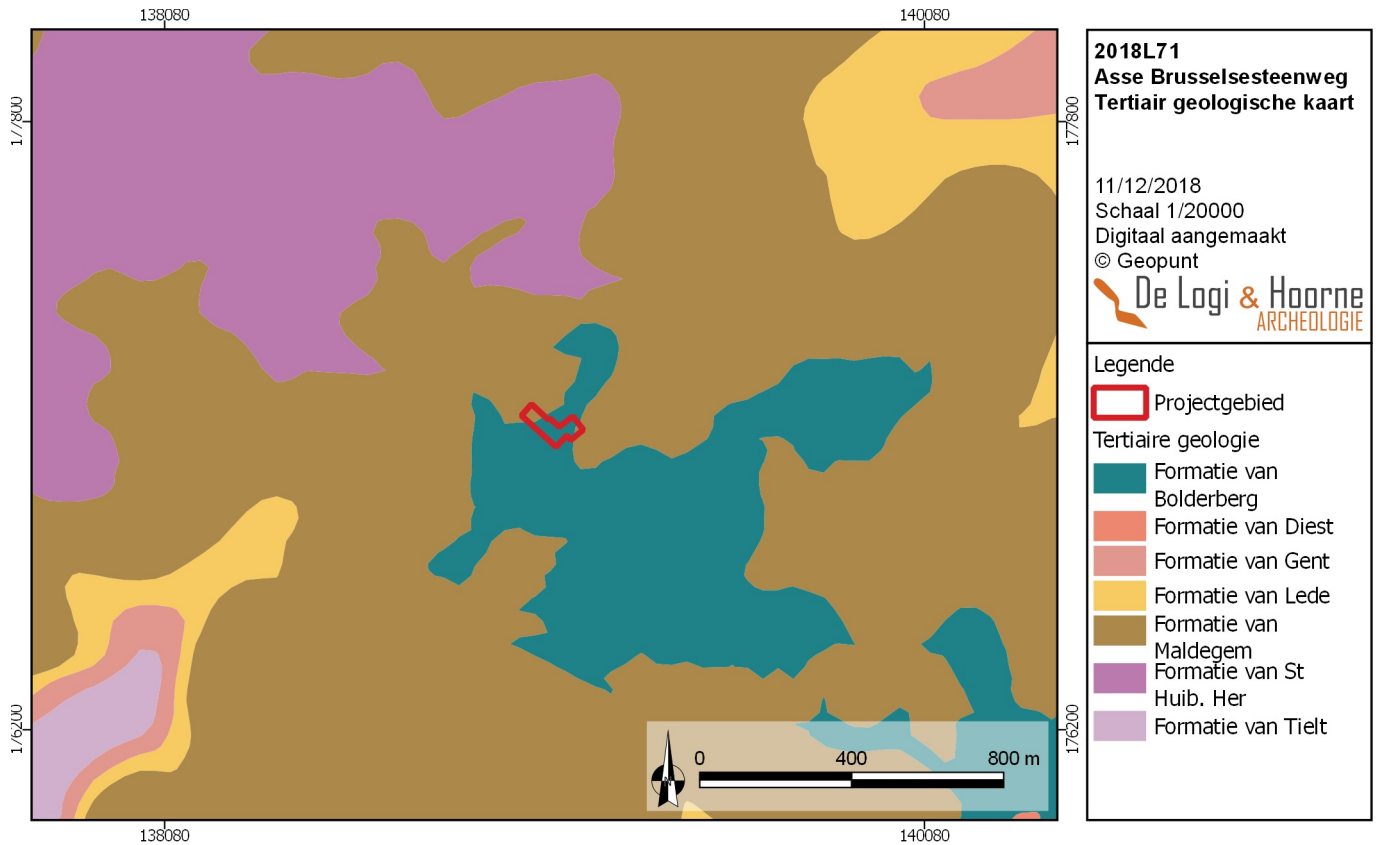 138080
140080
177800
177800
2018L71
Asse Brusselsesteenweg
Tertiair geologische kaart
11/12/2018
Schaal 1/20000
Digitaal aangemaakt
© Geopunt
De Logi & Hoorne
ARCHEOLOGIE
Legende
Projectgebied
Tertiaire geologie
Formatie van
Bolderberg
Formatie van Diest
Formatie van Gent
Formatie van Lede
Formatie van
Maldegem
Formatie van St
Huib. Her
Formatie van Tielt
176200
176200
0 400 800 m
N
138080
140080